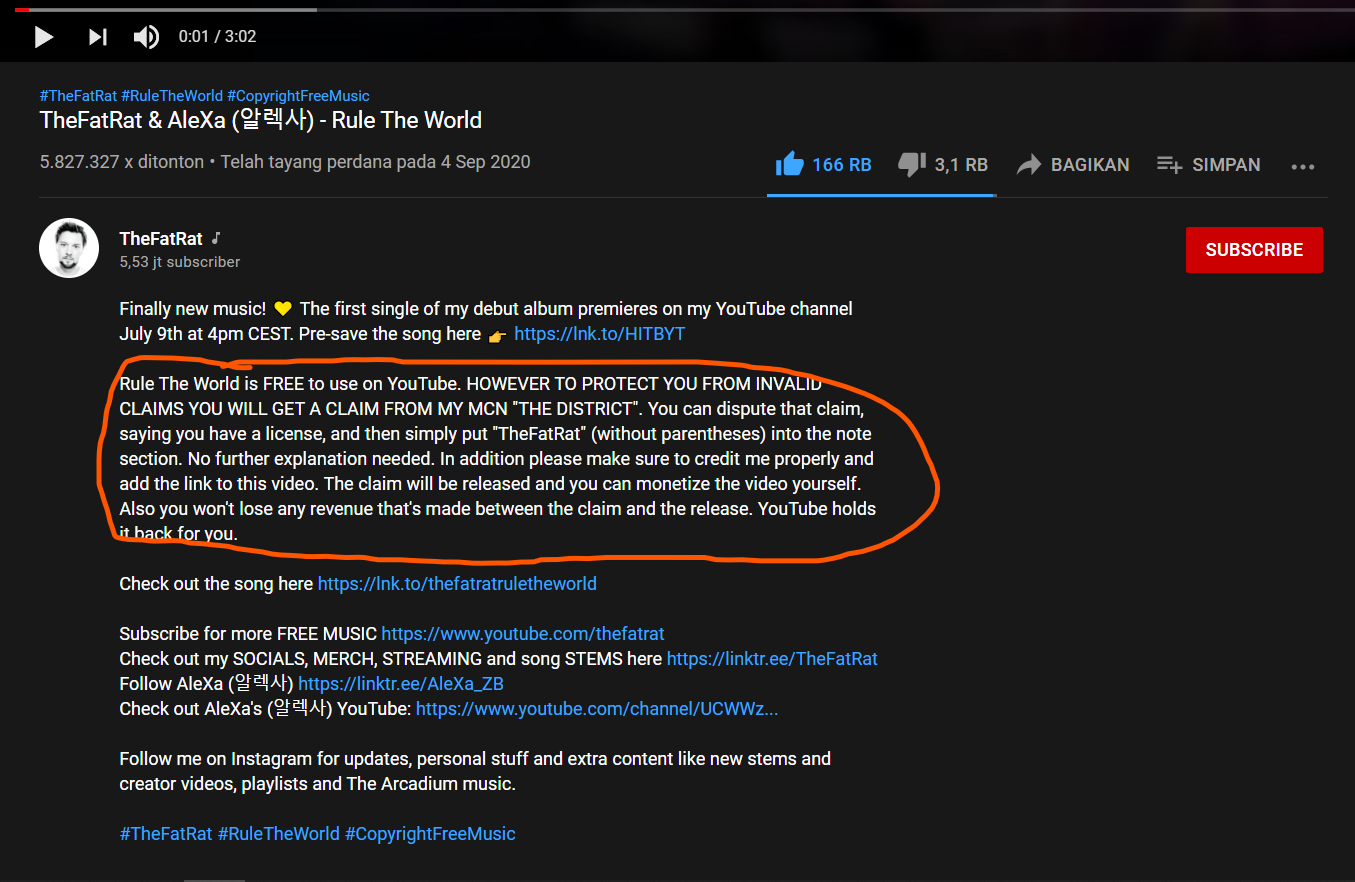 0:01 / 3:02
#TheFatRat #RuleTheWorld #CopyrightFreeMusic
TheFatRat & AleXa (알렉사) - Rule The World
5.827.327 x ditonton • Telah tayang perdana pada 4 Sep 2020
166 RB 3,1 RB BAGIKAN SIMPAN
TheFatRat
5,53 jt subscriber
SUBSCRIBE
Finally new music! 💛 The first single of my debut album premieres on my YouTube channel
July 9th at 4pm CEST. Pre-save the song here 👉 https://lnk.to/HITBYT
Rule The World is FREE to use on YouTube. HOWEVER TO PROTECT YOU FROM INVALID
CLAIMS YOU WILL GET A CLAIM FROM MY MCN "THE DISTRICT". You can dispute that claim,
saying you have a license, and then simply put "TheFatRat" (without parentheses) into the note
section. No further explanation needed. In addition please make sure to credit me properly and
add the link to this video. The claim will be released and you can monetize the video yourself.
Also you won't lose any revenue that's made between the claim and the release. YouTube holds
it back for you.
Check out the song here https://lnk.to/thefatratruletheworld
Subscribe for more FREE MUSIC https://www.youtube.com/thefatrat
Check out my SOCIALS, MERCH, STREAMING and song STEMS here https://linktr.ee/TheFatRat
Follow AleXa (알렉사) https://linktr.ee/AleXa_ZB
Check out AleXa's (알렉사) YouTube: https://www.youtube.com/channel/UCWWz...
Follow me on Instagram for updates, personal stuff and extra content like new stems and
creator videos, playlists and The Arcadium music.
#TheFatRat #RuleTheWorld #CopyrightFreeMusic